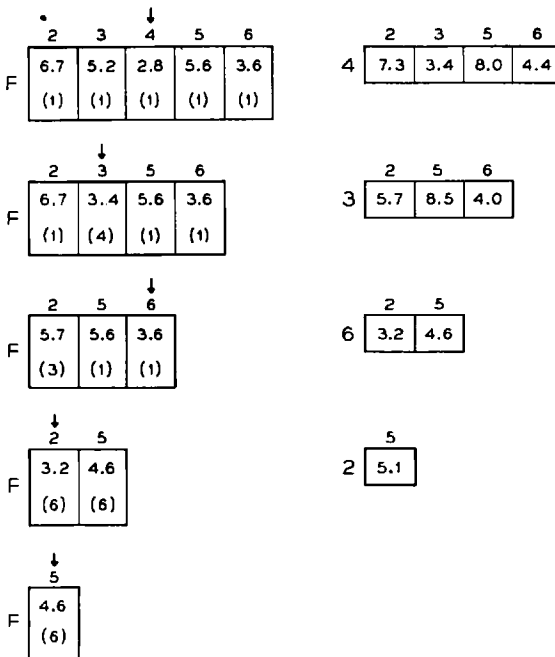 2 3 4 5 6
F 6.7 5.2 2.8 5.6 3.6
(1) (1) (1) (1) (1)
2 3 5 6
4 7.3 3.4 8.0 4.4
2 3 5 6
F 6.7 3.4 5.6 3.6
(1) (4) (1) (1)
2 5 6
3 5.7 8.5 4.0
2 5 6
F 5.7 5.6 3.6
(3) (1) (1)
2 5
6 3.2 4.6
2 5
F 3.2 4.6
(6) (6)
5
2 5.1
5
F 4.6
(6)